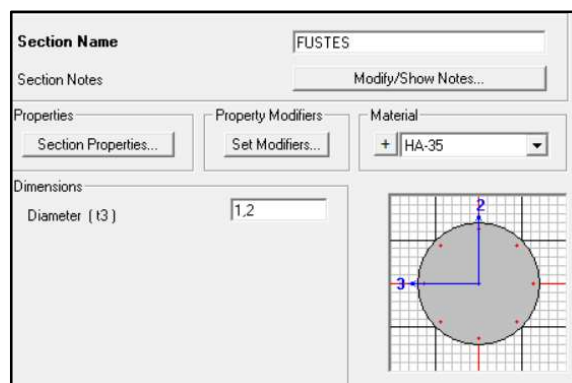 Section Name FUSTES
Section Notes Modify/Show Notes...
Properties Property Modifiers Material
Section Properties... Set Modifiers... + HA-35
Dimensions
Diameter ( t3 ) 1,2
2
3